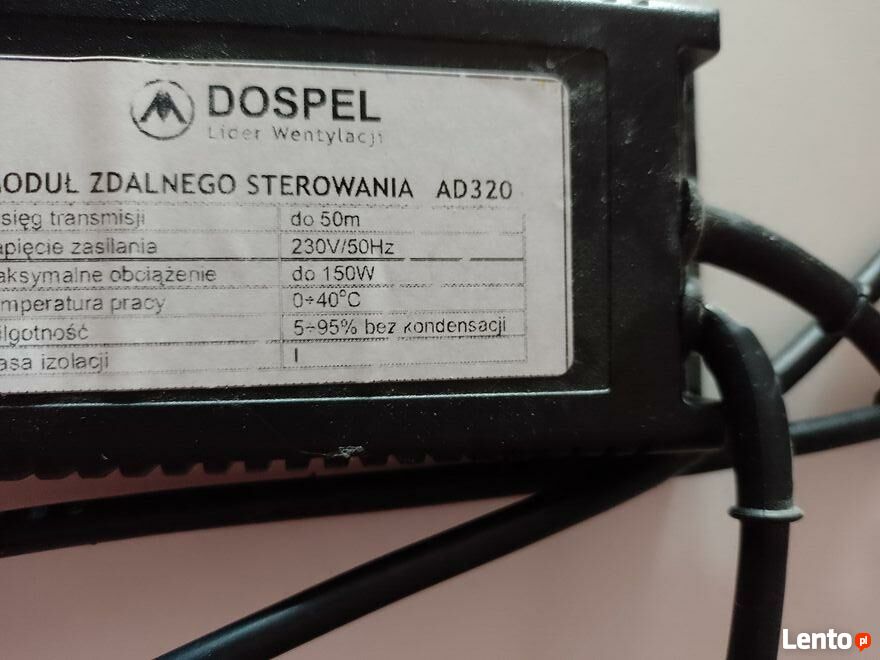 DOSPEL
Lider Wentylacji
ODUŁ ZDALNEGO STEROWANIA AD320
sięg transmisji do 50m
apięcie zasilania 230V/50Hz
aksymalne obciążenie do 150W
mperatura pracy 0÷40°C
ilgotność 5÷95% bez kondensacji
asa izolacji I
Lento.pl